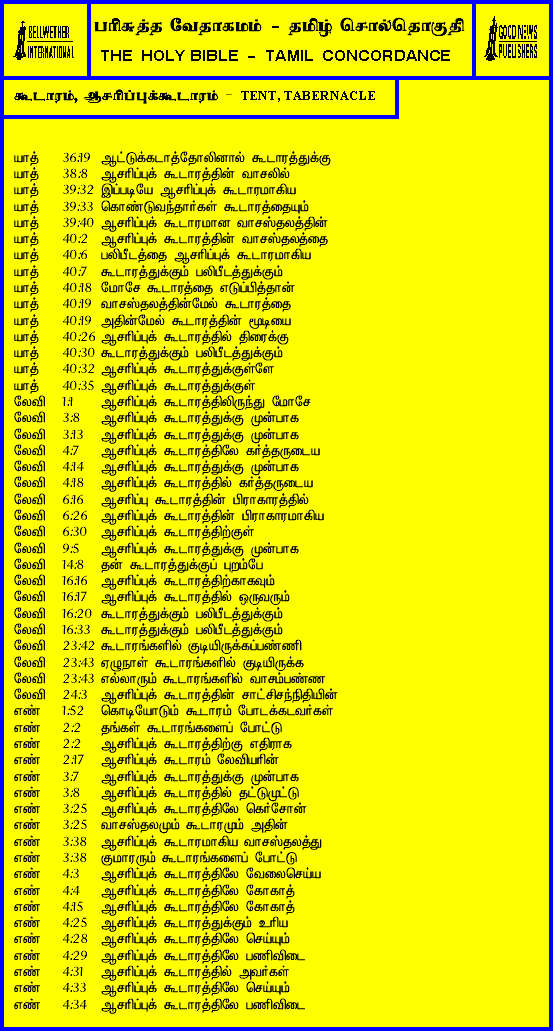 BELLWETHER
INTERNATIONAL
பரிசுத்த வேதாகமம் - தமிழ் சொல்தொகுதி
THE HOLY BIBLE - TAMIL CONCORDANCE
GOOD NEWS
PUBLISHERS
கூடாரம், ஆசரிப்புக்கூடாரம் - TENT, TABERNACLE
யாத் 36:19 ஆட்டுக்கடாத்தோலினால் கூடாரத்துக்கு
யாத் 38:8 ஆசரிப்புக் கூடாரத்தின் வாசலில்
யாத் 39:32 இப்படியே ஆசரிப்புக் கூடாரமாகிய
யாத் 39:33 கொண்டுவந்தார்கள் கூடாரத்தையும்
யாத் 39:40 ஆசரிப்புக் கூடாரமான வாசஸ்தலத்தின்
யாத் 40:2 ஆசரிப்புக் கூடாரத்தின் வாசஸ்தலத்தை
யாத் 40:6 பலிபீடத்தை ஆசரிப்புக் கூடாரமாகிய
யாத் 40:7 கூடாரத்துக்கும் பலிபீடத்துக்கும்
யாத் 40:18 மோசே கூடாரத்தை எடுப்பித்தான்
யாத் 40:19 வாசஸ்தலத்தின்மேல் கூடாரத்தை
யாத் 40:19 அதின்மேல் கூடாரத்தின் மூடியை
யாத் 40:26 ஆசரிப்புக் கூடாரத்தில் திரைக்கு
யாத் 40:30 கூடாரத்துக்கும் பலிபீடத்துக்கும்
யாத் 40:32 ஆசரிப்புக் கூடாரத்துக்குள்ளே
யாத் 40:35 ஆசரிப்புக் கூடாரத்துக்குள்
லேவி 1:1 ஆசரிப்புக் கூடாரத்திலிருந்து மோசே
லேவி 3:8 ஆசரிப்புக் கூடாரத்துக்கு முன்பாக
லேவி 3:13 ஆசரிப்புக் கூடாரத்துக்கு முன்பாக
லேவி 4:7 ஆசரிப்புக் கூடாரத்திலே கர்த்தருடைய
லேவி 4:14 ஆசரிப்புக் கூடாரத்துக்கு முன்பாக
லேவி 4:18 ஆசரிப்புக் கூடாரத்தில் கர்த்தருடைய
லேவி 6:16 ஆசரிப்பு கூடாரத்தின் பிராகாரத்தில்
லேவி 6:26 ஆசரிப்புக் கூடாரத்தின் பிராகாரமாகிய
லேவி 6:30 ஆசரிப்புக் கூடாரத்திற்குள்
லேவி 9:5 ஆசரிப்புக் கூடாரத்துக்கு முன்பாக
லேவி 14:8 தன் கூடாரத்துக்குப் புறம்பே
லேவி 16:16 ஆசரிப்புக் கூடாரத்திற்காகவும்
லேவி 16:17 ஆசரிப்புக் கூடாரத்தில் ஒருவரும்
லேவி 16:20 கூடாரத்துக்கும் பலிபீடத்துக்கும்
லேவி 16:33 கூடாரத்துக்கும் பலிபீடத்துக்கும்
லேவி 23:42 கூடாரங்களில் குடியிருக்கப்பண்ணி
லேவி 23:43 ஏழுநாள் கூடாரங்களில் குடியிருக்க
லேவி 23:43 எல்லாரும் கூடாரங்களில் வாசம்பண்ண
லேவி 24:3 ஆசரிப்புக் கூடாரத்தின் சாட்சிசந்நிதியின்
எண் 1:52 கொடியோடும் கூடாரம் போடக்கடவர்கள்
எண் 2:2 தங்கள் கூடாரங்களைப் போட்டு
எண் 2:2 ஆசரிப்புக் கூடாரத்திற்கு எதிராக
எண் 2:17 ஆசரிப்புக் கூடாரம் லேவியரின்
எண் 3:7 ஆசரிப்புக் கூடாரத்துக்கு முன்பாக
எண் 3:8 ஆசரிப்புக் கூடாரத்தில் தட்டுமுட்டு
எண் 3:25 ஆசரிப்புக் கூடாரத்திலே கெர்சோன்
எண் 3:25 வாசஸ்தலமும் கூடாரமும் அதின்
எண் 3:38 ஆசரிப்புக் கூடாரமாகிய வாசஸ்தலத்து
எண் 3:38 குமாரரும் கூடாரங்களைப் போட்டு
எண் 4:3 ஆசரிப்புக் கூடாரத்திலே வேலைசெய்ய
எண் 4:4 ஆசரிப்புக் கூடாரத்திலே கோகாத்
எண் 4:15 ஆசரிப்புக் கூடாரத்திலே கோகாத்
எண் 4:25 ஆசரிப்புக் கூடாரத்துக்கும் உரிய
எண் 4:28 ஆசரிப்புக் கூடாரத்திலே செய்யும்
எண் 4:29 ஆசரிப்புக் கூடாரத்திலே பணிவிடை
எண் 4:31 ஆசரிப்புக் கூடாரத்தில் அவர்கள்
எண் 4:33 ஆசரிப்புக் கூடாரத்திலே செய்யும்
எண் 4:34 ஆசரிப்புக் கூடாரத்திலே பணிவிடை